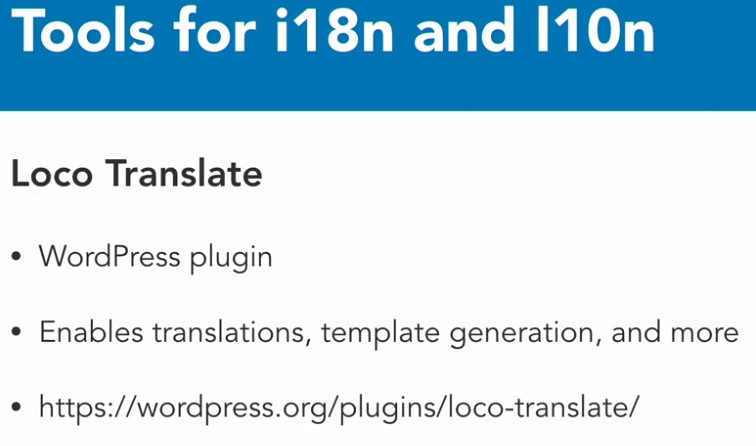 Tools for i18n and l10n
Loco Translate
• WordPress plugin
• Enables translations, template generation, and more
• https://wordpress.org/plugins/loco-translate/